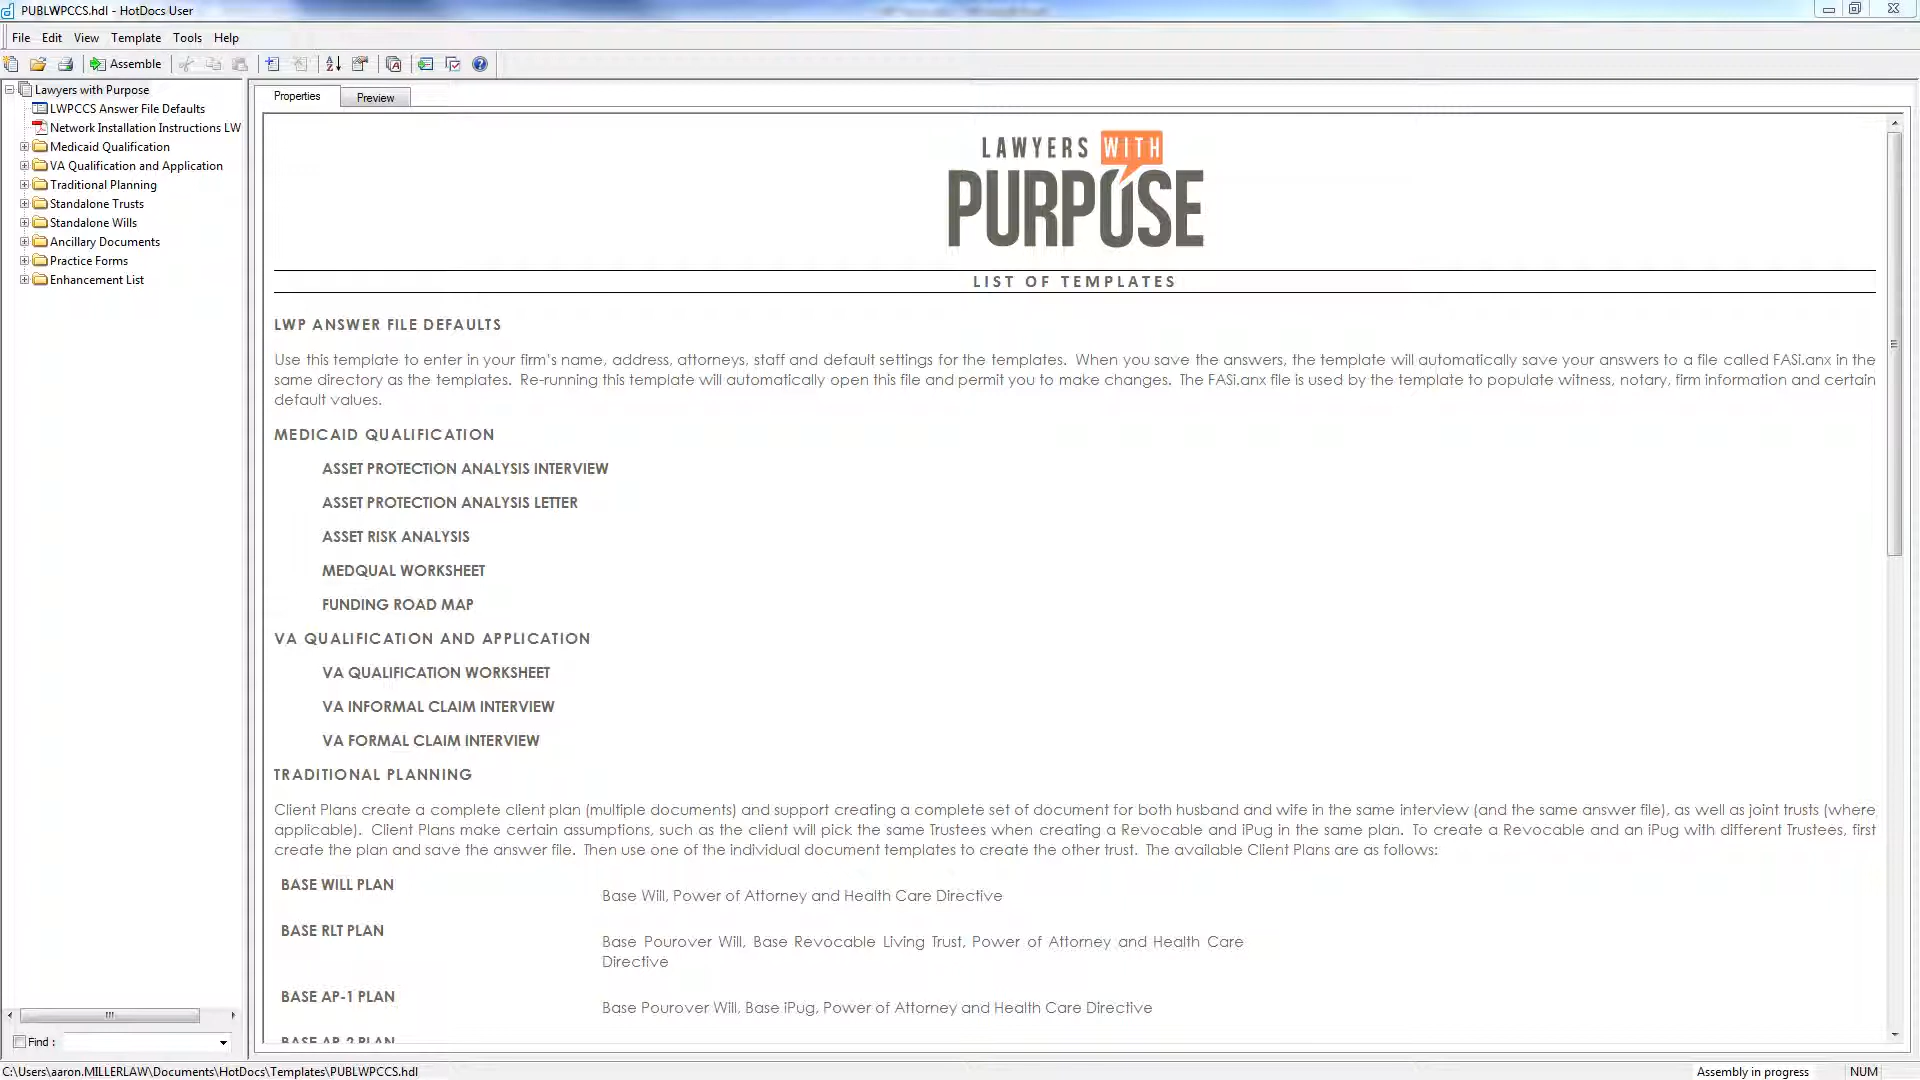 PUBLWPCCS.hdl - HotDocs User
File Edit View Template Tools Help
Assemble
Lawyers with Purpose
LWPCCS Answer File Defaults
Network Installation Instructions LW
Medicaid Qualification
VA Qualification and Application
Traditional Planning
Standalone Trusts
Standalone Wills
Ancillary Documents
Practice Forms
Enhancement List
Properties Preview
LAWYERS WITH
PURPOSE
LIST OF TEMPLATES
LWP ANSWER FILE DEFAULTS
Use this template to enter in your firm's name, address, attorneys, staff and default settings for the templates. When you save the answers, the template will automatically save your answers to a file called FASi.anx in the
same directory as the templates. Re-running this template will automatically open this file and permit you to make changes. The FASi.anx file is used by the template to populate witness, notary, firm information and certain
default values.
MEDICAID QUALIFICATION
ASSET PROTECTION ANALYSIS INTERVIEW
ASSET PROTECTION ANALYSIS LETTER
ASSET RISK ANALYSIS
MEDQUAL WORKSHEET
FUNDING ROAD MAP
VA QUALIFICATION AND APPLICATION
VA QUALIFICATION WORKSHEET
VA INFORMAL CLAIM INTERVIEW
VA FORMAL CLAIM INTERVIEW
TRADITIONAL PLANNING
Client Plans create a complete client plan (multiple documents) and support creating a complete set of document for both husband and wife in the same interview (and the same answer file), as well as joint trusts (where
applicable). Client Plans make certain assumptions, such as the client will pick the same Trustees when creating a Revocable and iPug in the same plan. To create a Revocable and an iPug with different Trustees, first
create the plan and save the answer file. Then use one of the individual document templates to create the other trust. The available Client Plans are as follows:
BASE WILL PLAN
Base Will, Power of Attorney and Health Care Directive
BASE RLT PLAN
Base Pourover Will, Base Revocable Living Trust, Power of Attorney and Health Care
Directive
BASE AP-1 PLAN
Base Pourover Will, Base iPug, Power of Attorney and Health Care Directive
BASE AP-2 PLAN
Find :
C:\Users\aaron.MILLERLAW\Documents\HotDocs\Templates\PUBLWPCCS.hdl
Assembly in progress
NUM